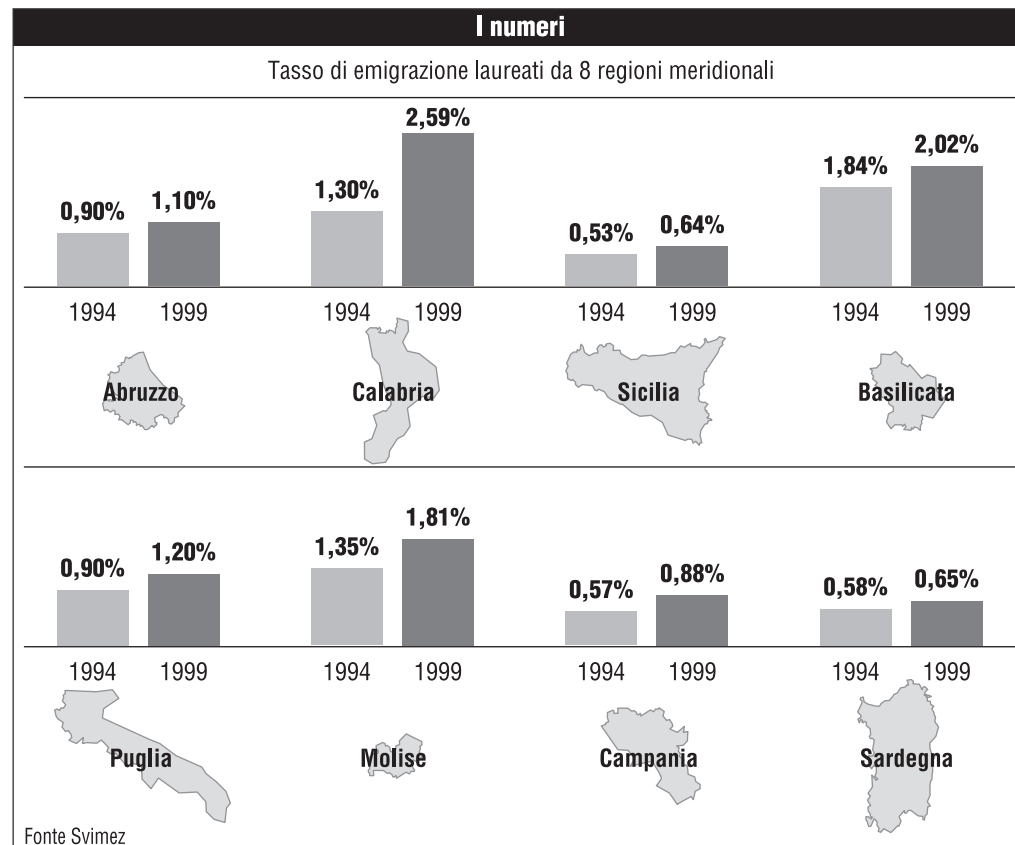 I numeri
Tasso di emigrazione laureati da 8 regioni meridionali
0,90% 1,10% 1,30% 2,59% 0,53% 0,64% 1,84% 2,02%
1994 1999 1994 1999 1994 1999 1994 1999
Abruzzo Calabria Sicilia Basilicata
0,90% 1,20% 1,35% 1,81% 0,57% 0,88% 0,58% 0,65%
1994 1999 1994 1999 1994 1999 1994 1999
Puglia Molise Campania Sardegna
Fonte Svimez